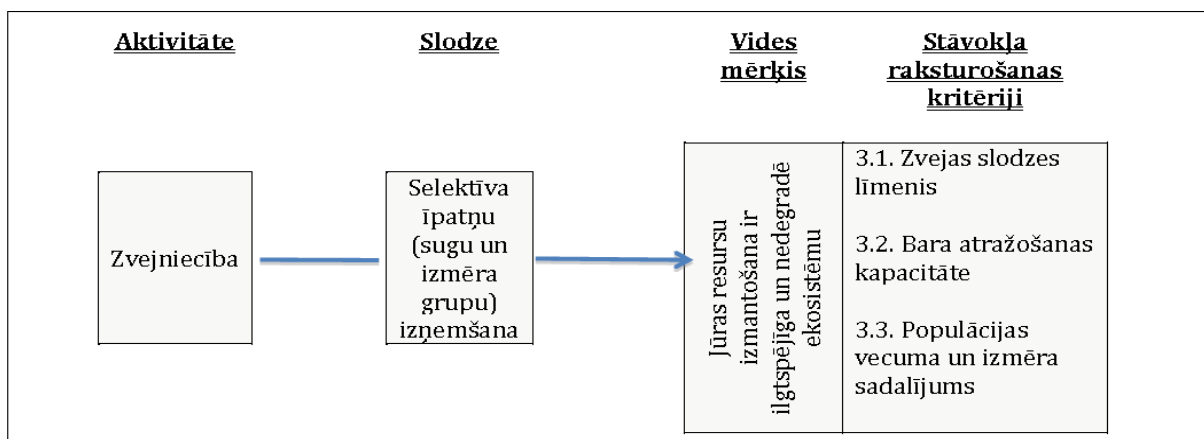 Aktivitāte
Slodze
Vides
mērķis
Stāvokļa
raksturošanas
kritēriji
Zvejniecība
Selektīva
īpatņu
(sugu un
izmēra
grupu)
izņemšana
Jūras resursu
izmantošana ir
ilgtspējīga un nedegradē
ekosistēmu
3.1. Zvejas slodzes
līmenis
3.2. Bara atražošanas
kapacitāte
3.3. Populācijas
vecuma un izmēra
sadalījums